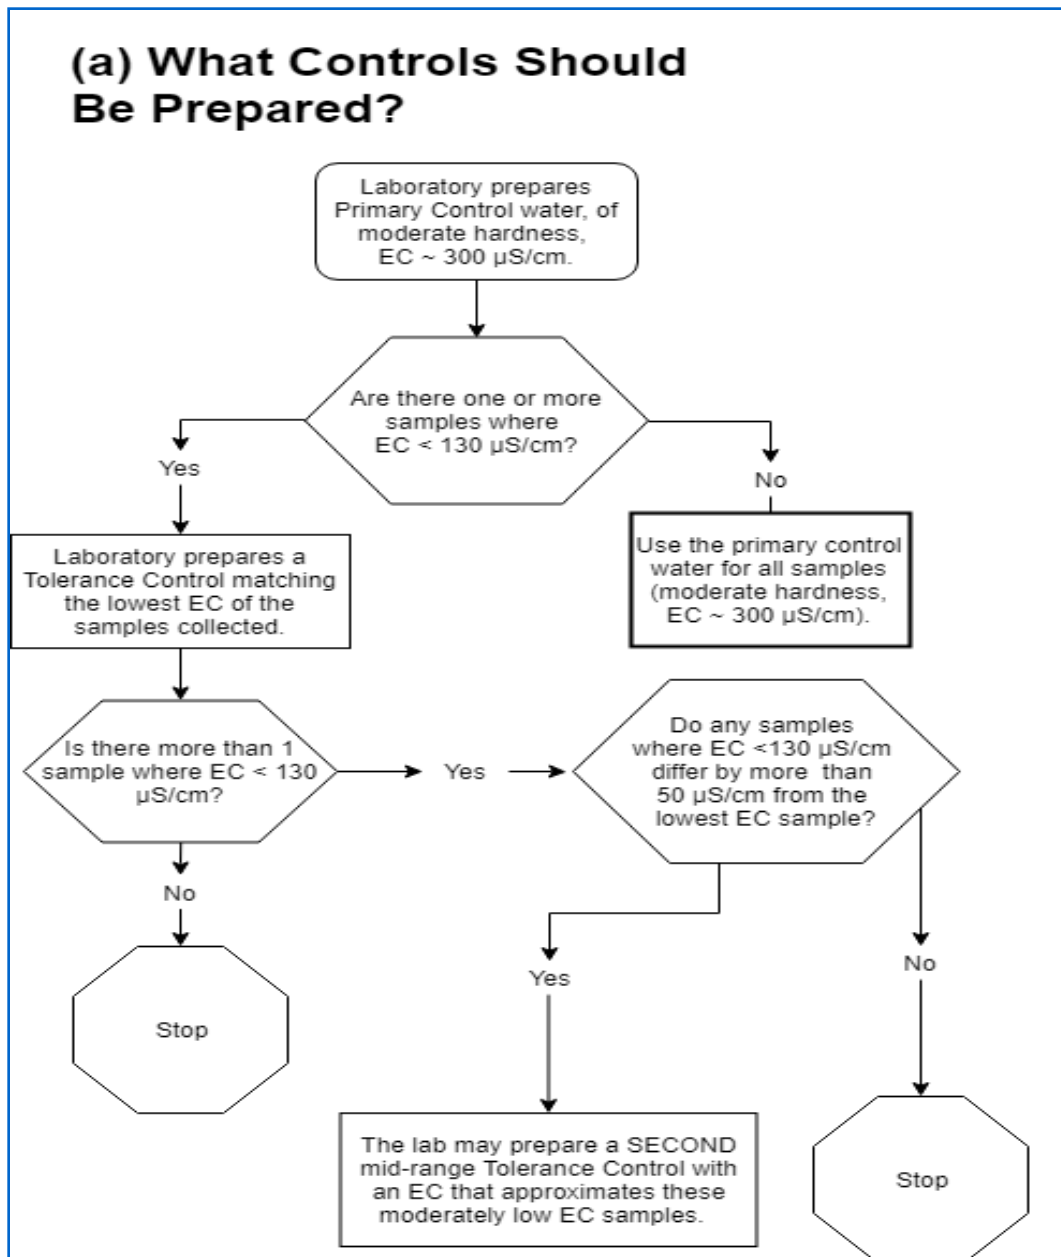 (a) What Controls Should
Be Prepared?
Laboratory prepares
Primary Control water, of
moderate hardness,
EC ~ 300 µS/cm.
Are there one or more
samples where
EC < 130 µS/cm?
Yes
No
Laboratory prepares a
Tolerance Control matching
the lowest EC of the
samples collected.
Use the primary control
water for all samples
(moderate hardness,
EC ~ 300 µS/cm).
Is there more than 1
sample where EC < 130
µS/cm?
Yes
Do any samples
where EC <130 µS/cm
differ by more than
50 µS/cm from the
lowest EC sample?
No
Stop
Yes
No
The lab may prepare a SECOND
mid-range Tolerance Control with
an EC that approximates these
moderately low EC samples.
Stop